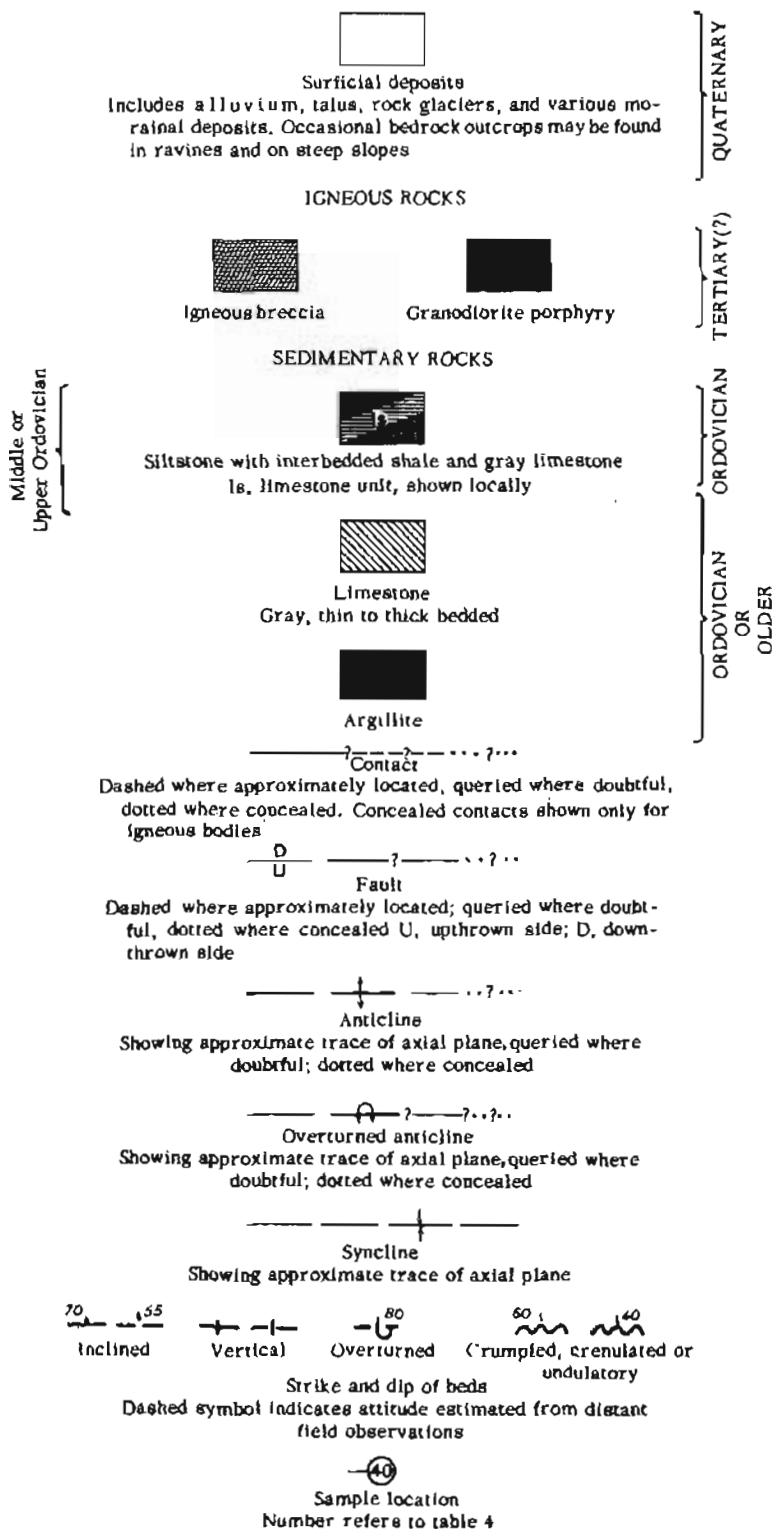 Surficial deposits
Includes alluvium, talus, rock glaciers, and various mo-
rainal deposits. Occasional bedrock outcrops may be found
in ravines and on steep slopes
QUATERNARY
IGNEOUS ROCKS
Igneous breccia
Granodiorite porphyry
TERTIARY(?)
SEDIMENTARY ROCKS
Middle or
Upper Ordovician
Siltstone with interbedded shale and gray limestone
ls. limestone unit, shown locally
ORDOVICIAN
Limestone
Gray, thin to thick bedded
Argillite
ORDOVICIAN
OR
OLDER
? ? ?
Contact
Dashed where approximately located, queried where doubtful,
dotted where concealed. Concealed contacts shown only for
igneous bodies
D
U
? ?
Fault
Dashed where approximately located; queried where doubt-
ful, dotted where concealed U, upthrown side; D, down-
thrown side
?
Anticline
Showing approximate trace of axial plane, queried where
doubtful; dotted where concealed
? ? ?
Overturned anticline
Showing approximate trace of axial plane, queried where
doubtful; dotted where concealed
Syncline
Showing approximate trace of axial plane
70 55
Inclined
Vertical
80
Overturned
60 40
Crumpled, crenulated or
undulatory
Strike and dip of beds
Dashed symbol indicates attitude estimated from distant
field observations
40
Sample location
Number refers to table 4